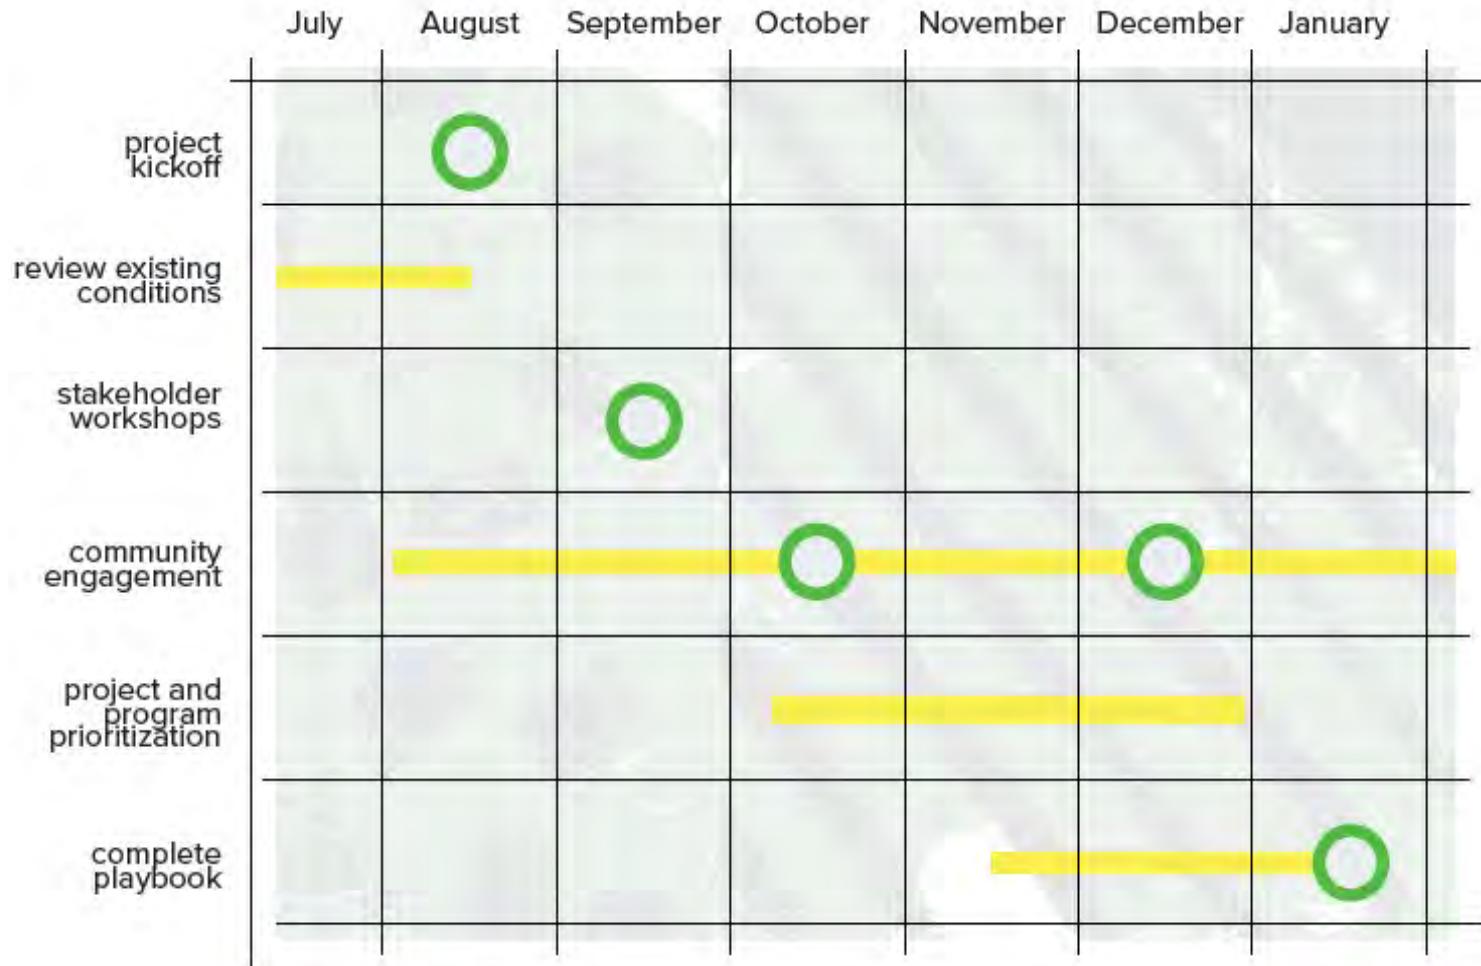 July August September October November December January
project
kickoff
review existing
conditions
stakeholder
workshops
community
engagement
project and
program
prioritization
complete
playbook